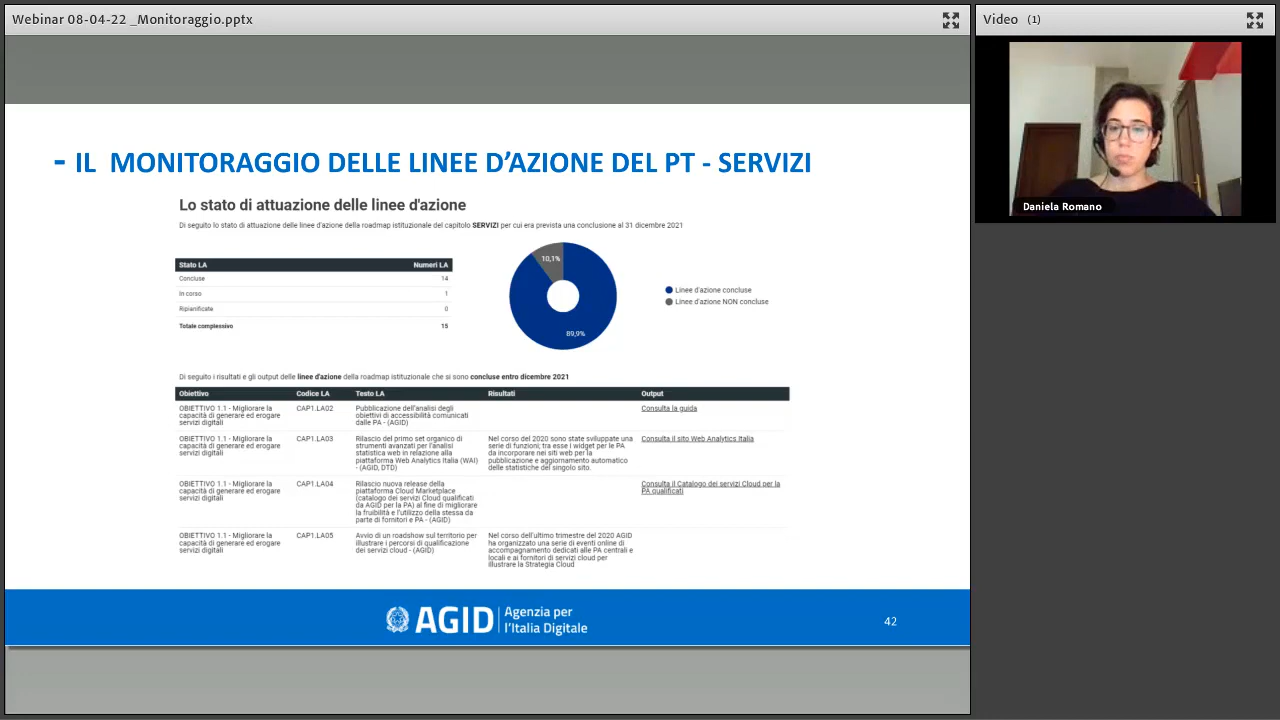 Webinar 08-04-22 _Monitoraggio.pptx
Video (1)
Daniela Romano
- IL MONITORAGGIO DELLE LINEE D’AZIONE DEL PT - SERVIZI
Lo stato di attuazione delle linee d'azione
Di seguito lo stato di attuazione delle linee d'azione della roadmap istituzionale del capitolo SERVIZI per cui era prevista una conclusione al 31 dicembre 2021
Stato LA Numeri LA
Concluse 14
In corso 1
Ripianificate 0
Totale complessivo 15
10,1%
89,9%
Linee d'azione concluse
Linee d'azione NON concluse
Di seguito i risultati e gli output delle linee d'azione della roadmap istituzionale che si sono concluse entro dicembre 2021
Obiettivo Codice LA Testo LA Risultati Output
OBIETTIVO 1.1 - Migliorare la
capacità di generare ed erogare
servizi digitali
CAP1.LA02
Pubblicazione dell'analisi degli
obiettivi di accessibilità comunicati
dalle PA - (AGID)
Consulta la guida
OBIETTIVO 1.1 - Migliorare la
capacità di generare ed erogare
servizi digitali
CAP1.LA03
Rilascio del primo set organico di
strumenti avanzati per l'analisi
statistica web in relazione alla
piattaforma Web Analytics Italia (WAI)
- (AGID, DTD)
Nel corso del 2020 sono state sviluppate una
serie di funzioni; tra esse i widget per le PA
da incorporare nei siti web per la
pubblicazione e aggiornamento automatico
delle statistiche del singolo sito.
Consulta il sito Web Analytics Italia
OBIETTIVO 1.1 - Migliorare la
capacità di generare ed erogare
servizi digitali
CAP1.LA04
Rilascio nuova release della
piattaforma Cloud Marketplace
(catalogo dei servizi Cloud qualificati
da AGID per la PA) al fine di migliorare
la fruibilità e l'utilizzo della stessa da
parte di fornitori e PA - (AGID)
Consulta il Catalogo dei servizi Cloud per la
PA qualificati
OBIETTIVO 1.1 - Migliorare la
capacità di generare ed erogare
servizi digitali
CAP1.LA05
Avvio di un roadshow sul territorio per
illustrare i percorsi di qualificazione
dei servizi cloud - (AGID)
Nel corso dell'ultimo trimestre del 2020 AGID
ha organizzato una serie di eventi online di
accompagnamento dedicati alle PA centrali e
locali e ai fornitori di servizi cloud per
illustrare la Strategia Cloud
AGID Agenzia per
l'Italia Digitale
42